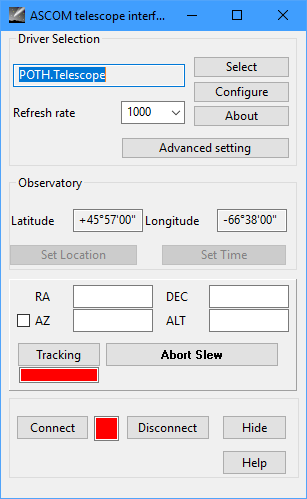 ASCOM telescope interf...
Driver Selection
POTH.Telescope
Select
Configure
Refresh rate
1000
About
Advanced setting
Observatory
Latitude
+45°57'00"
Longitude
-66°38'00"
Set Location
Set Time
RA
DEC
AZ
ALT
Tracking
Abort Slew
Connect
Disconnect
Hide
Help